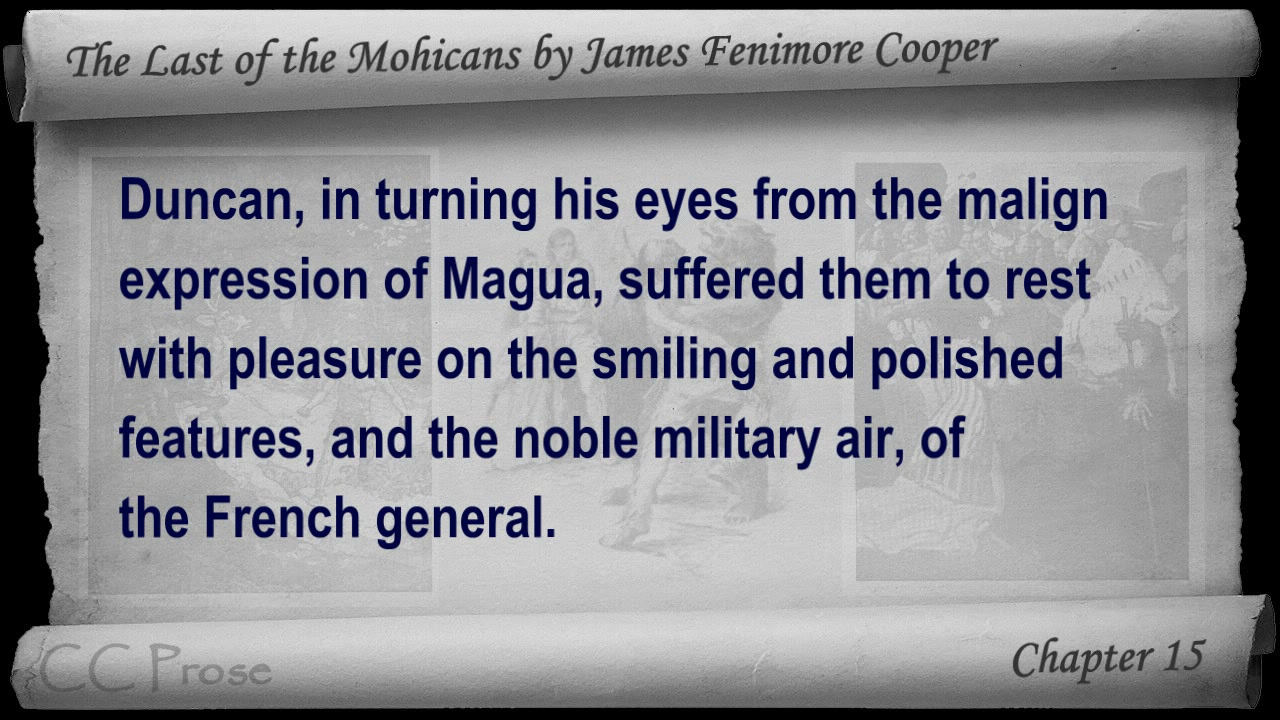 The Last of the Mohicans by James Fenimore Cooper
Duncan, in turning his eyes from the malign
expression of Magua, suffered them to rest
with pleasure on the smiling and polished
features, and the noble military air, of
the French general.
CC Prose
Chapter 15